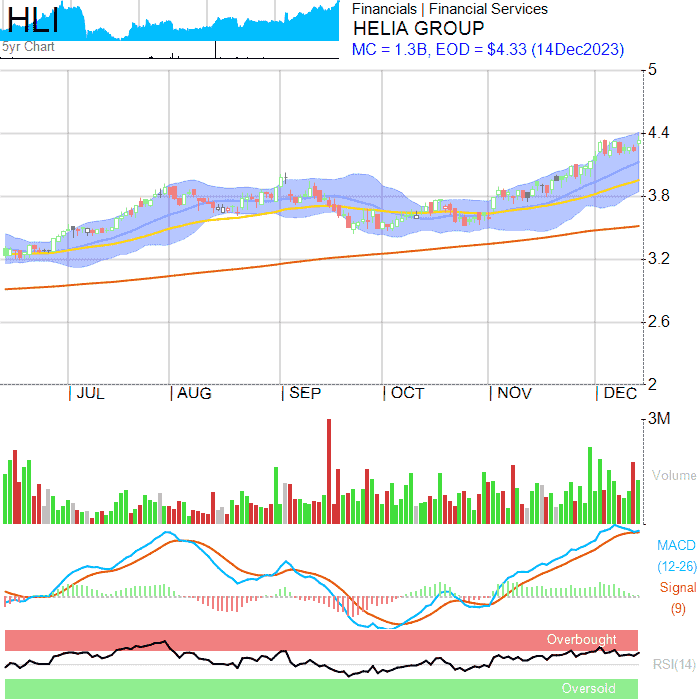 HLI
5yr Chart
Financials | Financial Services
HELIA GROUP
MC = 1.3B, EOD = $4.33 (14Dec2023)
5
4.4
3.8
3.2
2.6
2
JUL AUG SEP OCT NOV DEC
3M
Volume
MACD
(12-26)
Signal
(9)
Overbought
RSI(14)
Oversoid